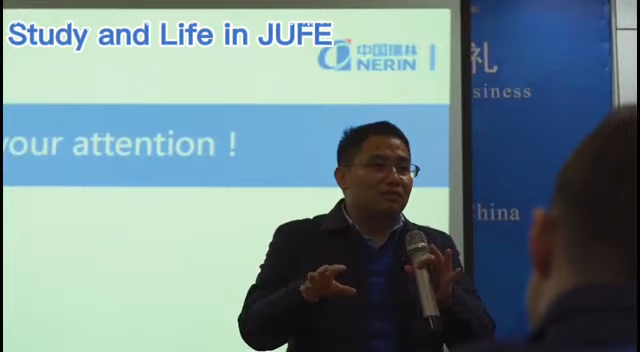 Study and Life in JUFE
中国瑞林
NERIN
礼
siness
your attention !
China